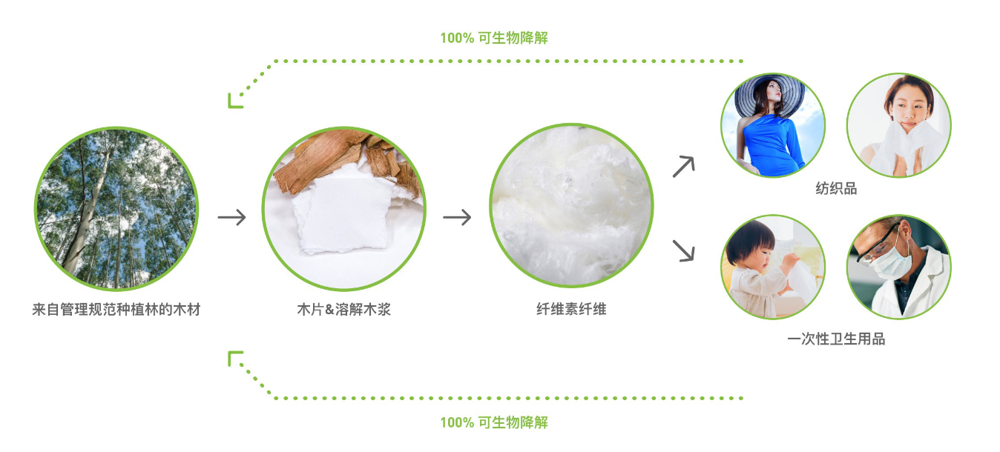 100% 可生物降解
纺织品
来自管理规范种植林的木材
木片&溶解木浆
纤维素纤维
一次性卫生用品
100% 可生物降解